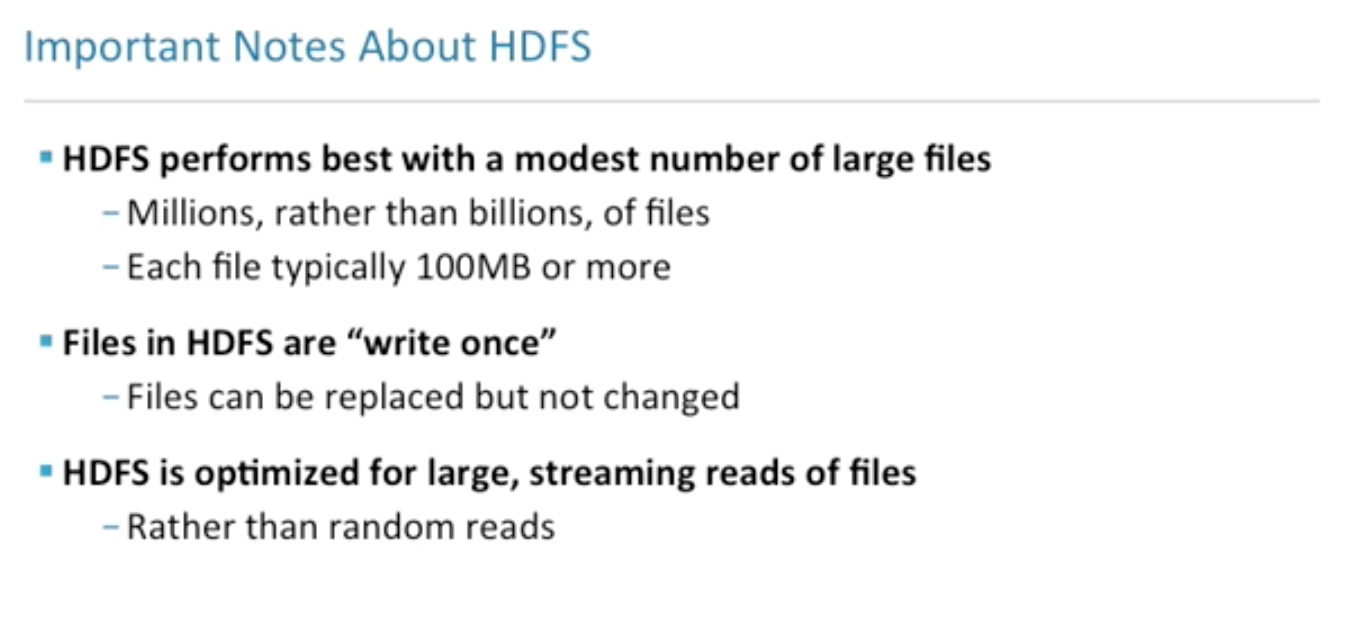 Important Notes About HDFS
▪ HDFS performs best with a modest number of large files
– Millions, rather than billions, of files
– Each file typically 100MB or more
▪ Files in HDFS are “write once”
– Files can be replaced but not changed
▪ HDFS is optimized for large, streaming reads of files
– Rather than random reads